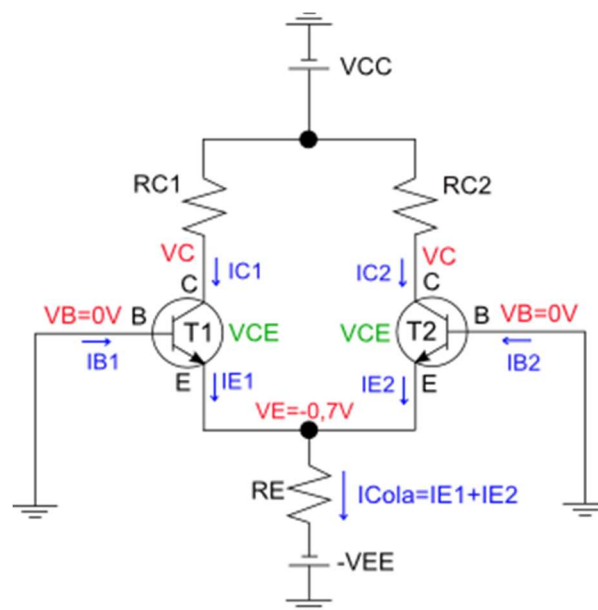 VCC
RC1
RC2
VC
VC
IC1
IC2
C
C
VB=0V
B
T1
VCE
VCE
T2
B
VB=0V
IB1
IB2
E
IE1
IE2
E
VE=-0,7V
RE
ICola=IE1+IE2
-VEE